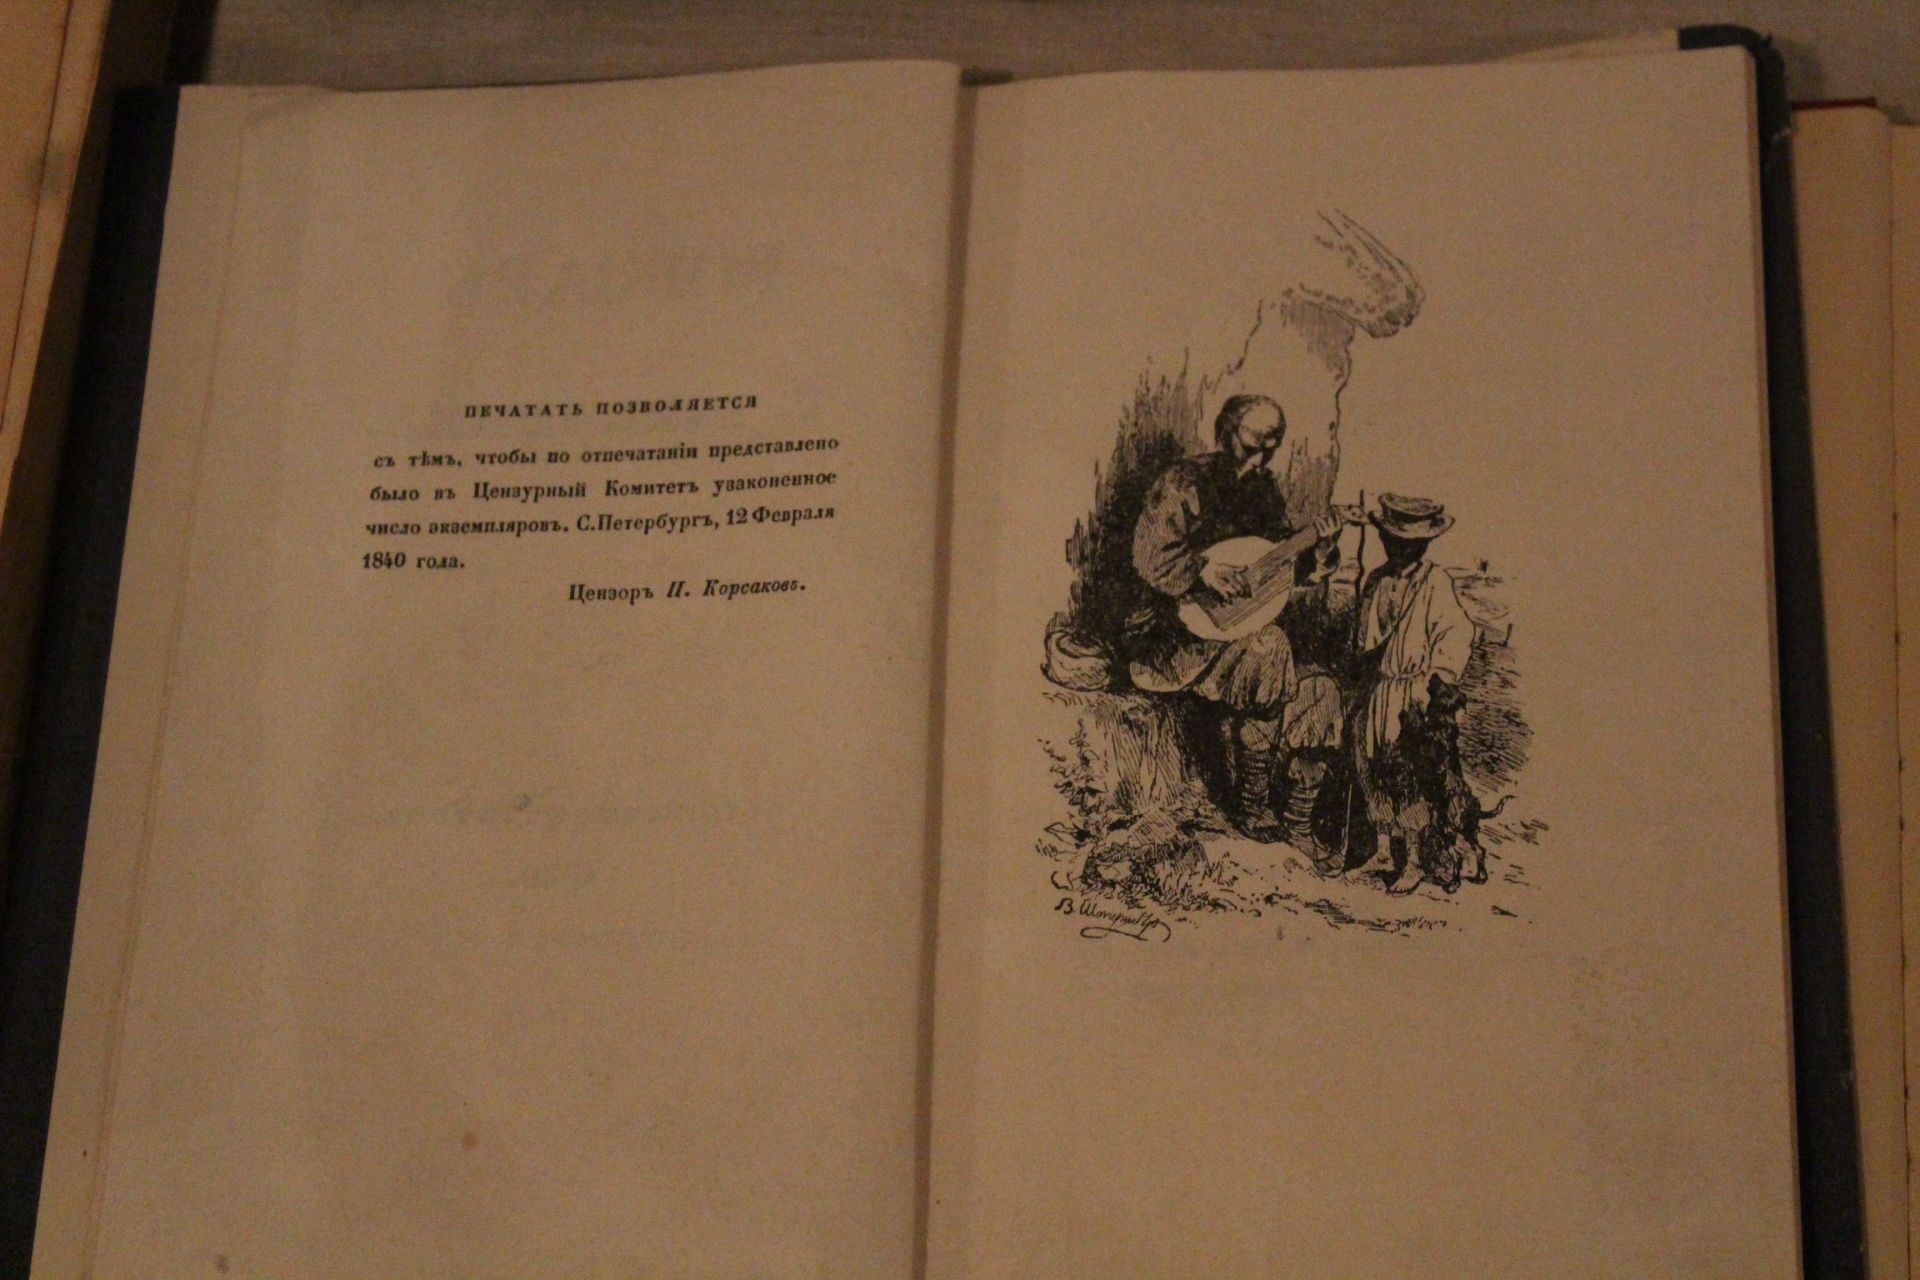 ПЕЧАТАТЬ ПОЗВОЛЯЕТСЯ
съ тѣмъ, чтобы по отпечатаніи представлено
было въ Цензурный Комитетъ узаконенное
число экземпляровъ. С.Петербургъ, 12 Февраля
1840 года.
Цензоръ П. Корсаковъ.
В. Штернбергъ